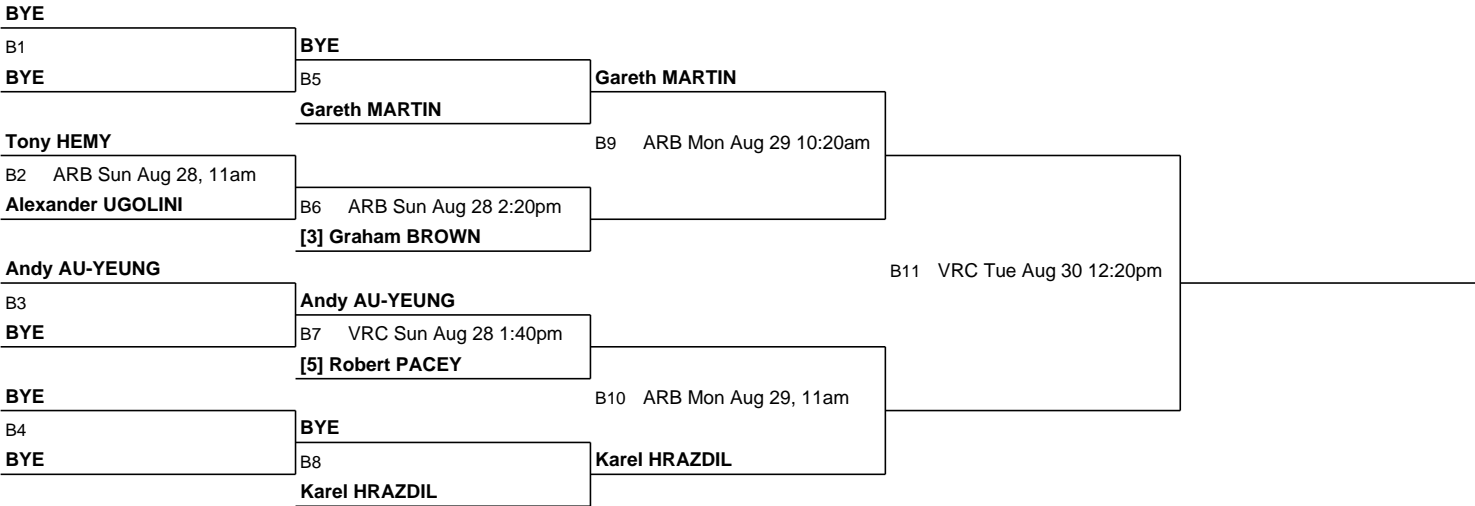 BYE
B1
BYE
BYE
B5
Gareth MARTIN
Gareth MARTIN
Tony HEMY
B9 ARB Mon Aug 29 10:20am
B2 ARB Sun Aug 28, 11am
Alexander UGOLINI
B6 ARB Sun Aug 28 2:20pm
[3] Graham BROWN
Andy AU-YEUNG
B11 VRC Tue Aug 30 12:20pm
B3
Andy AU-YEUNG
BYE
B7 VRC Sun Aug 28 1:40pm
[5] Robert PACEY
BYE
B10 ARB Mon Aug 29, 11am
B4
BYE
BYE
B8
Karel HRAZDIL
Karel HRAZDIL